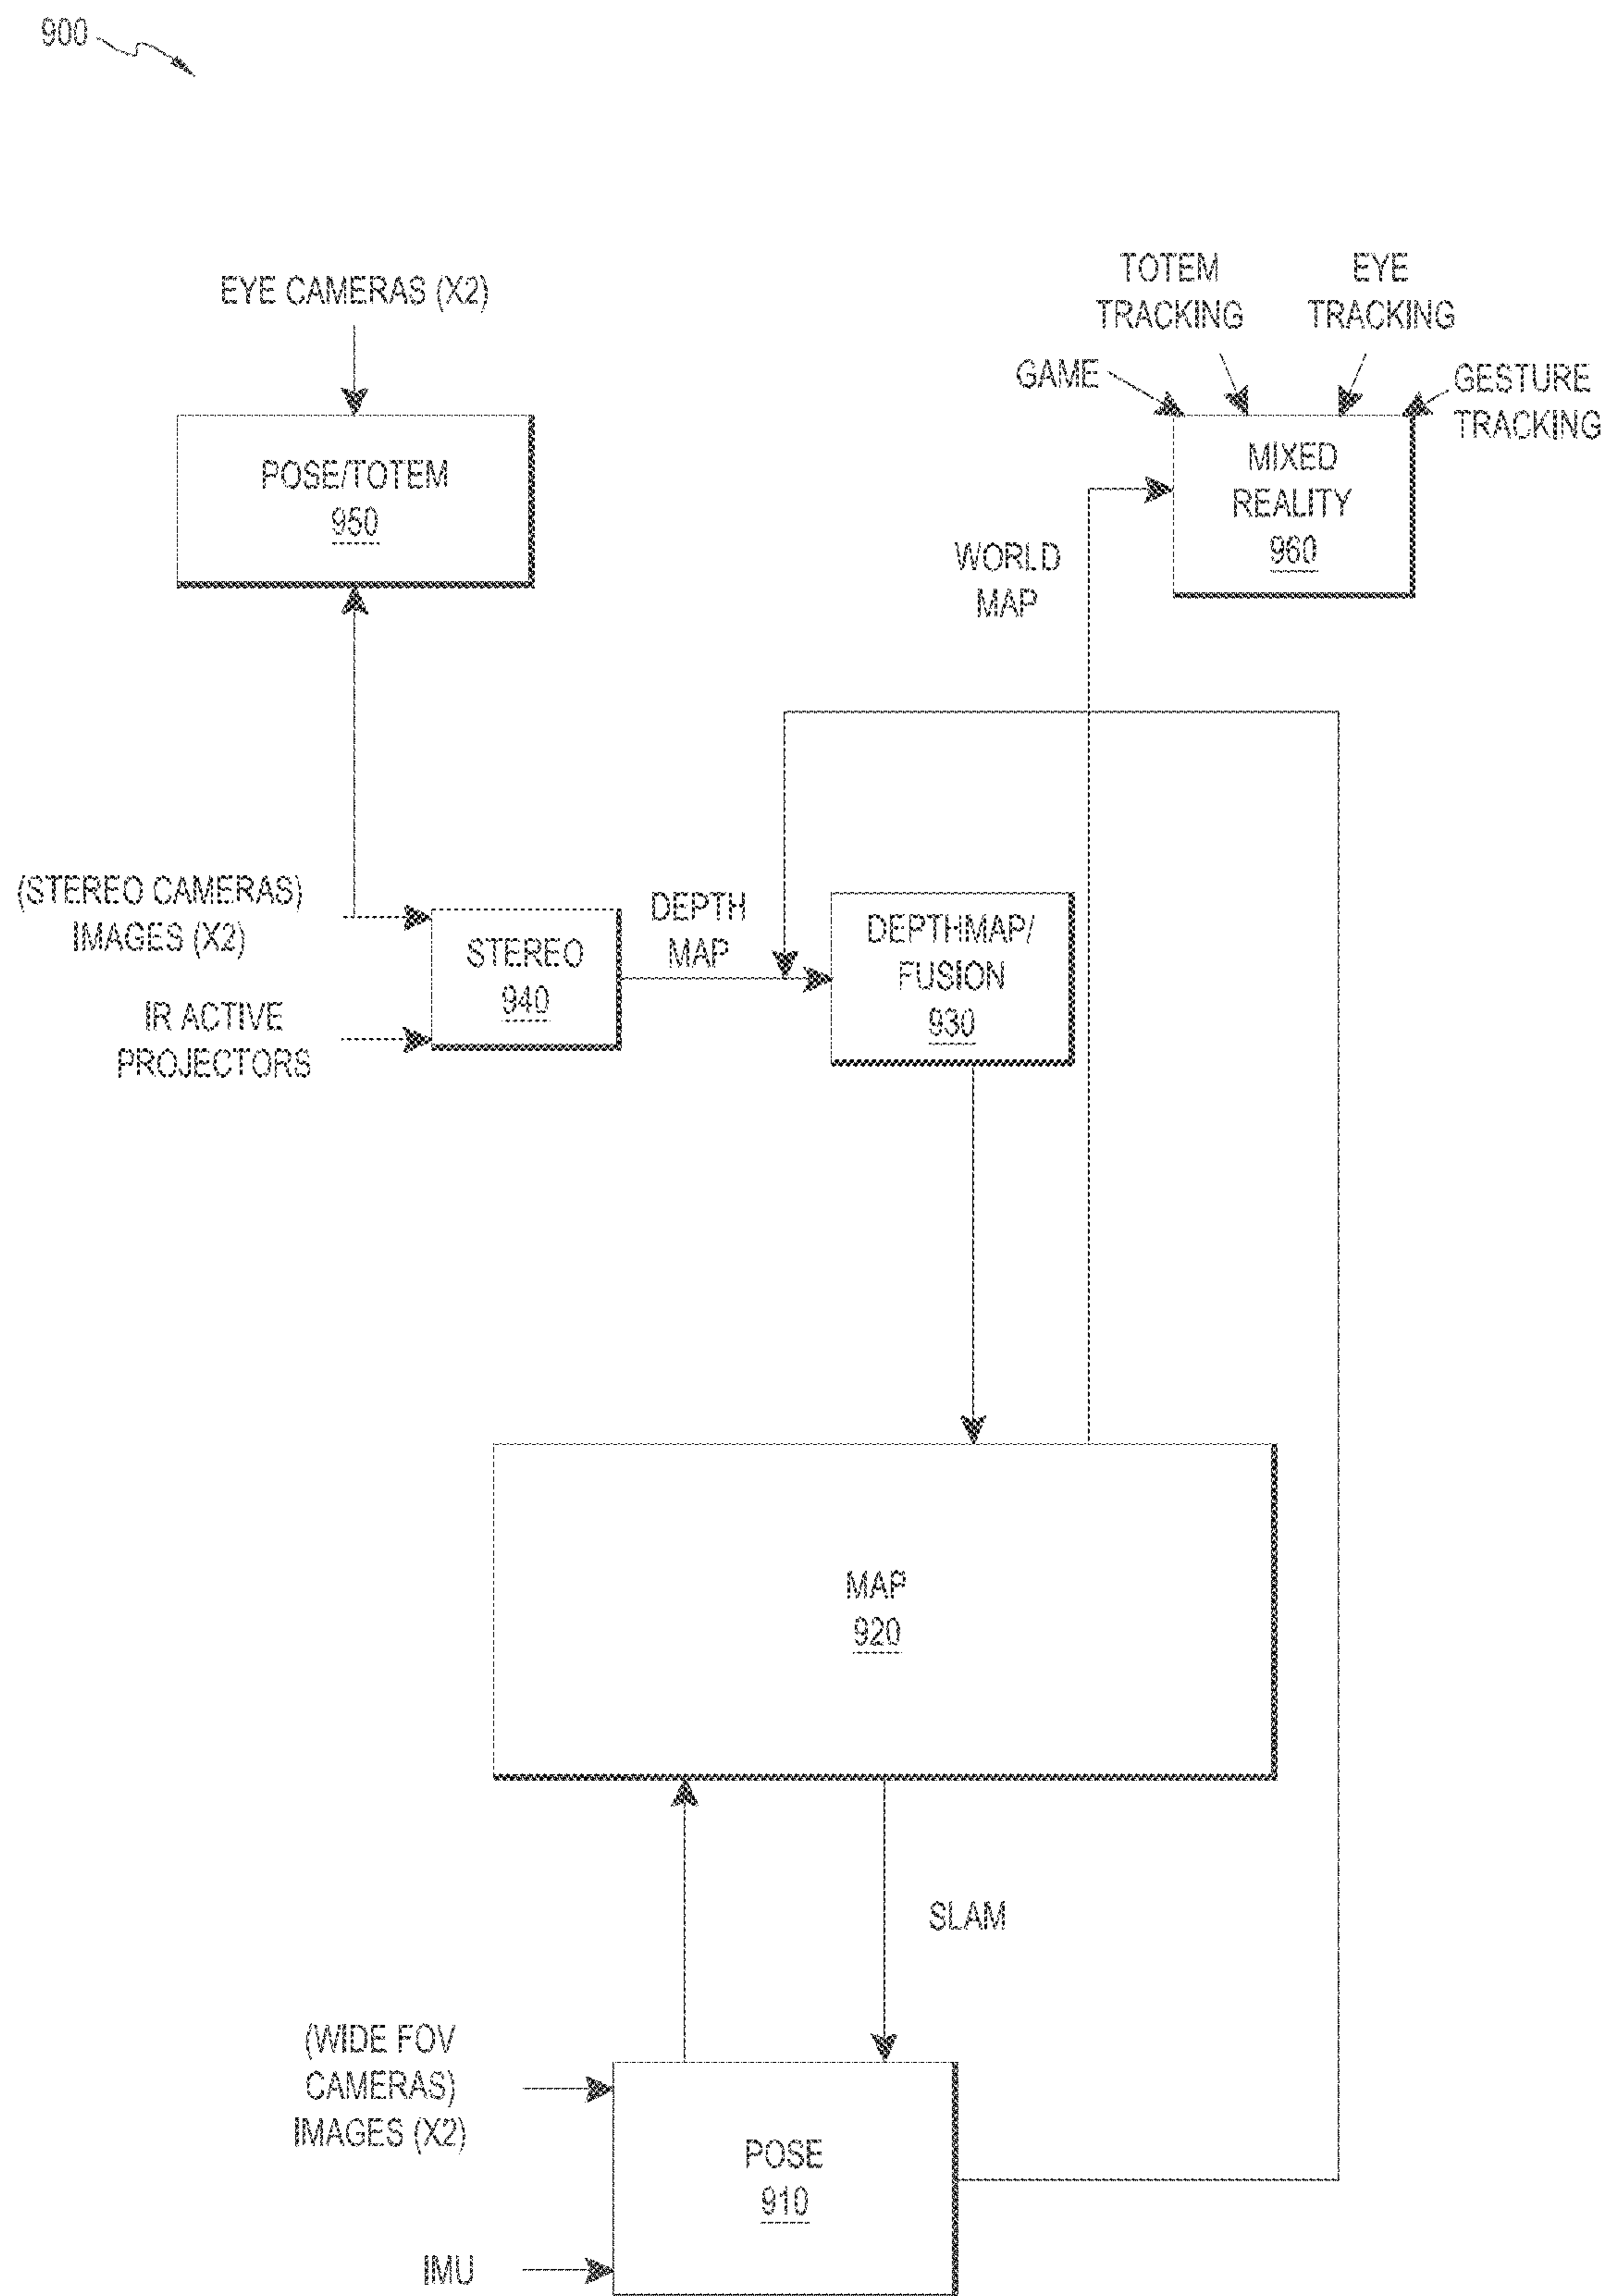 900
EYE CAMERAS (X2)
POSE/TOTEM
950
TOTEM
TRACKING
EYE
TRACKING
GAME
GESTURE
TRACKING
MIXED
REALITY
960
WORLD
MAP
(STEREO CAMERAS)
IMAGES (X2)
IR ACTIVE
PROJECTORS
STEREO
940
DEPTH
MAP
DEPTHMAP/
FUSION
930
MAP
920
SLAM
(WIDE FOV
CAMERAS)
IMAGES (X2)
IMU
POSE
910